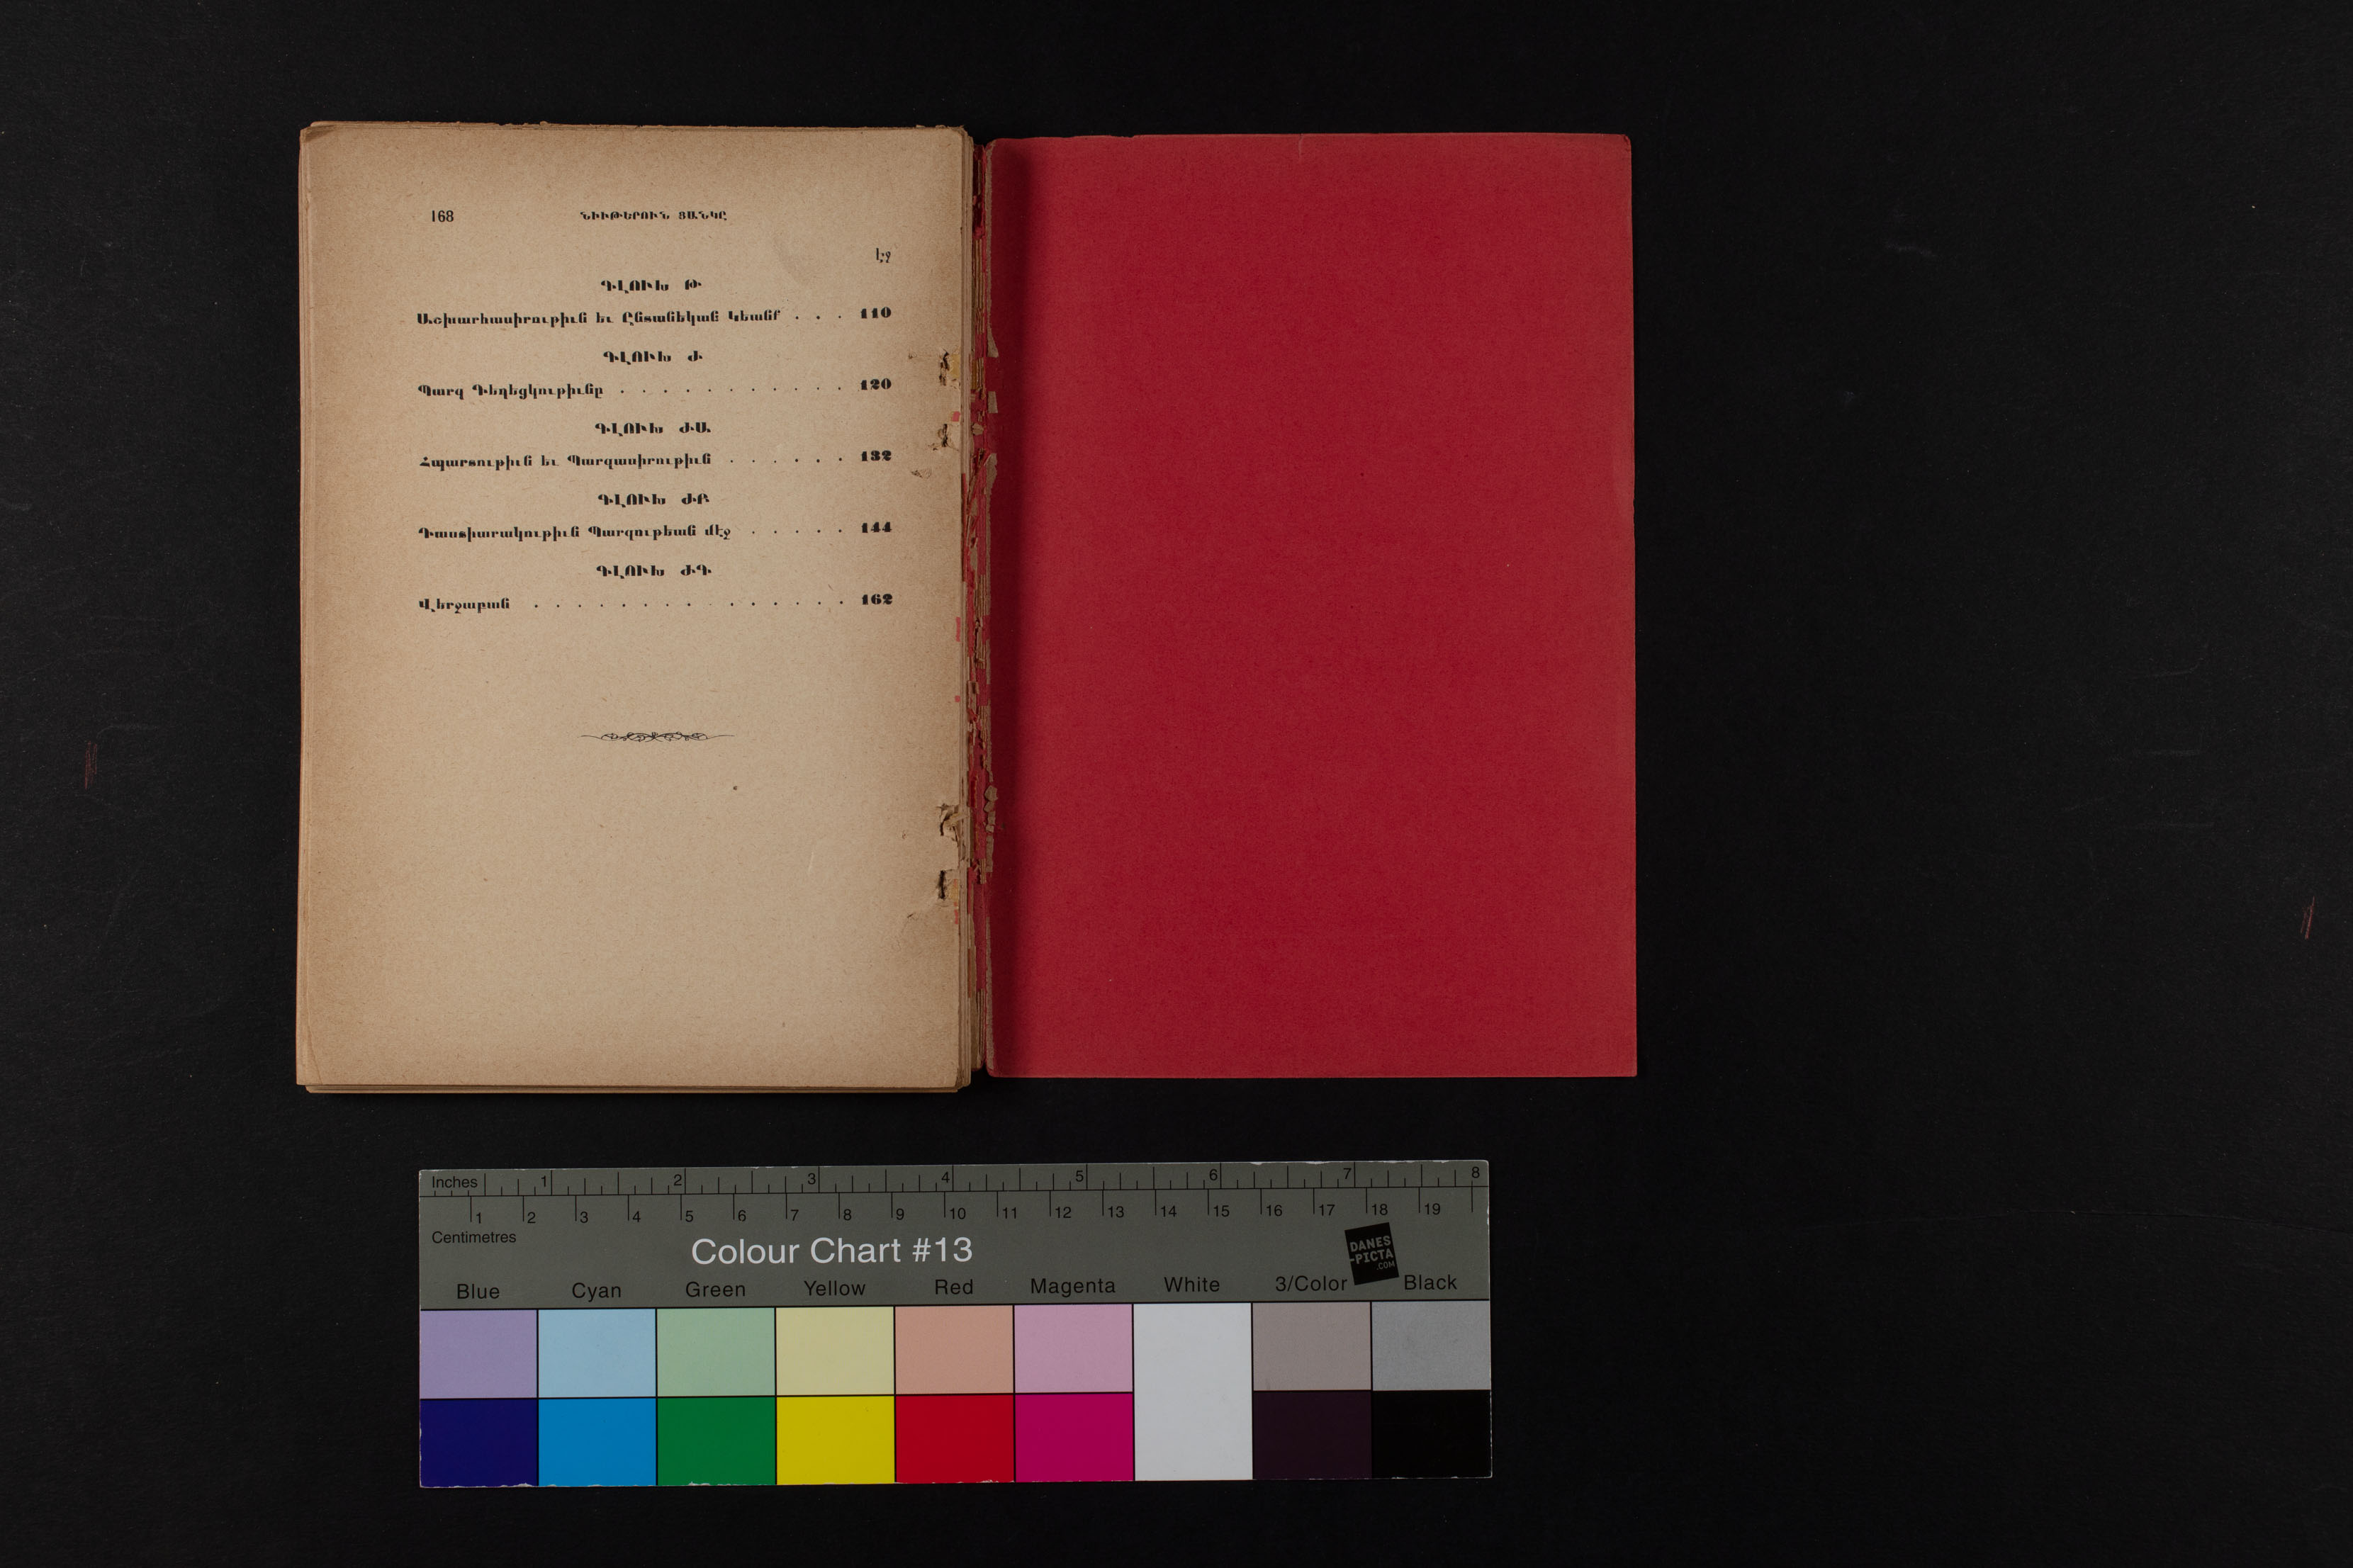 168 ՆԻՒԹԵՐՈՒՆ ՑԱՆԿԸ
Էջ
ԳԼՈՒԽ Թ.
Աշխարհասիրութիւն եւ Ընտանեկան Կեանք . . . 110
ԳԼՈՒԽ Ժ.
Պարզ Գեղեցկութիւնը . . . . . . . . . . . 120
ԳԼՈՒԽ ԺԱ.
Հպարտութիւն եւ Պարզասիրութիւն . . . . . . 132
ԳԼՈՒԽ ԺԲ.
Դաստիարակութիւն Պարզութեան մէջ . . . . . 144
ԳԼՈՒԽ ԺԳ.
Վերջաբան . . . . . . . . . . . . . . . 162
Inches 1 2 3 4 5 6 7 8
1 2 3 4 5 6 7 8 9 10 11 12 13 14 15 16 17 18 19
Centimetres
Colour Chart #13
DANES
-PICTA
.COM
Blue Cyan Green Yellow Red Magenta White 3/Color Black